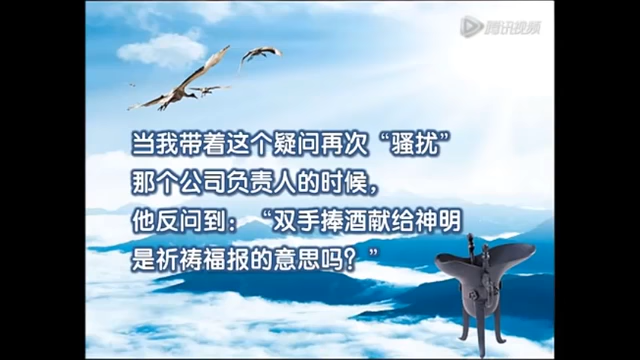 腾讯视频
当我带着这个疑问再次“骚扰”
那个公司负责人的时候，
他反问到：“双手捧酒献给神明
是祈祷福报的意思吗？”